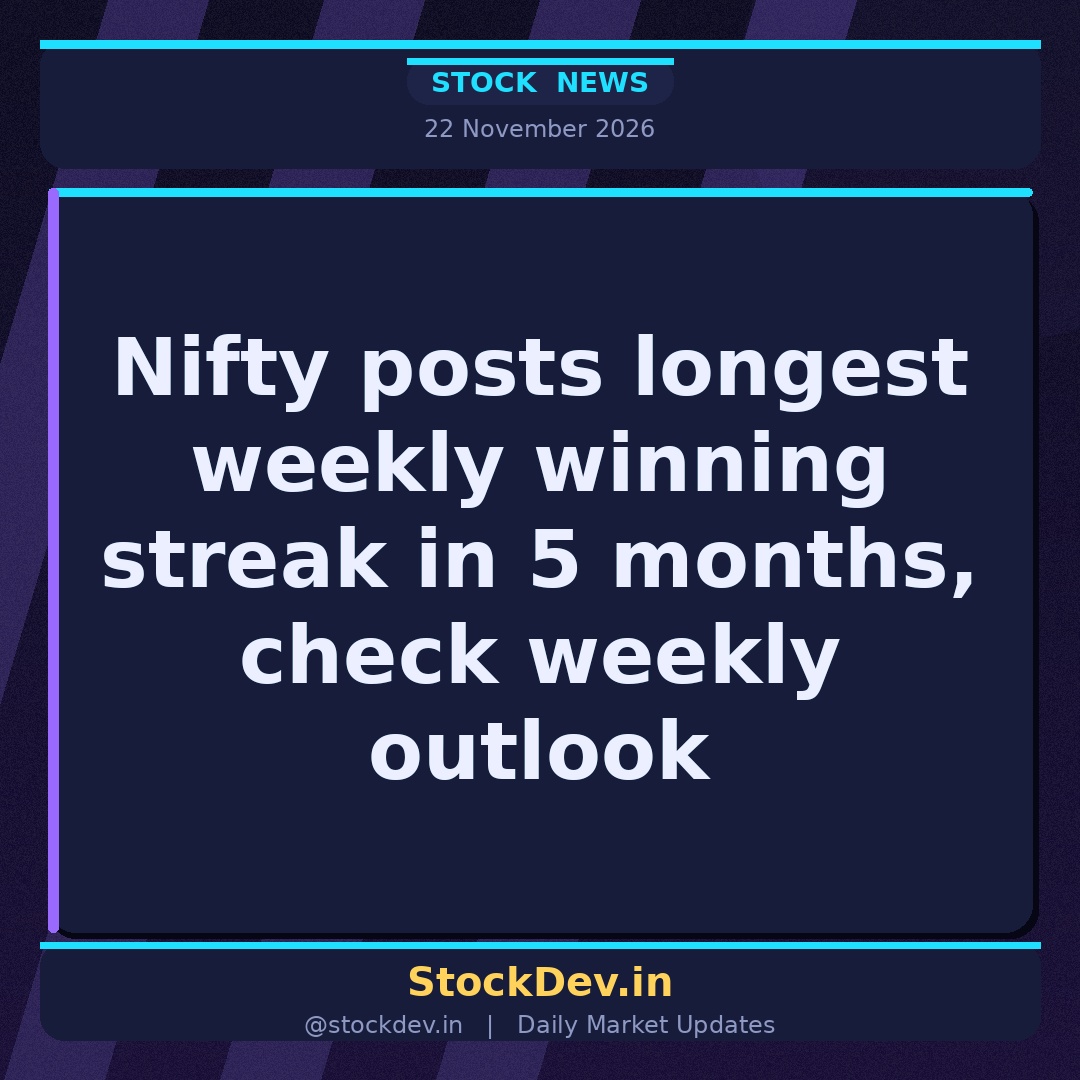 STOCK NEWS
22 November 2026
Nifty posts longest
weekly winning
streak in 5 months,
check weekly
outlook
StockDev.in
@stockdev.in | Daily Market Updates